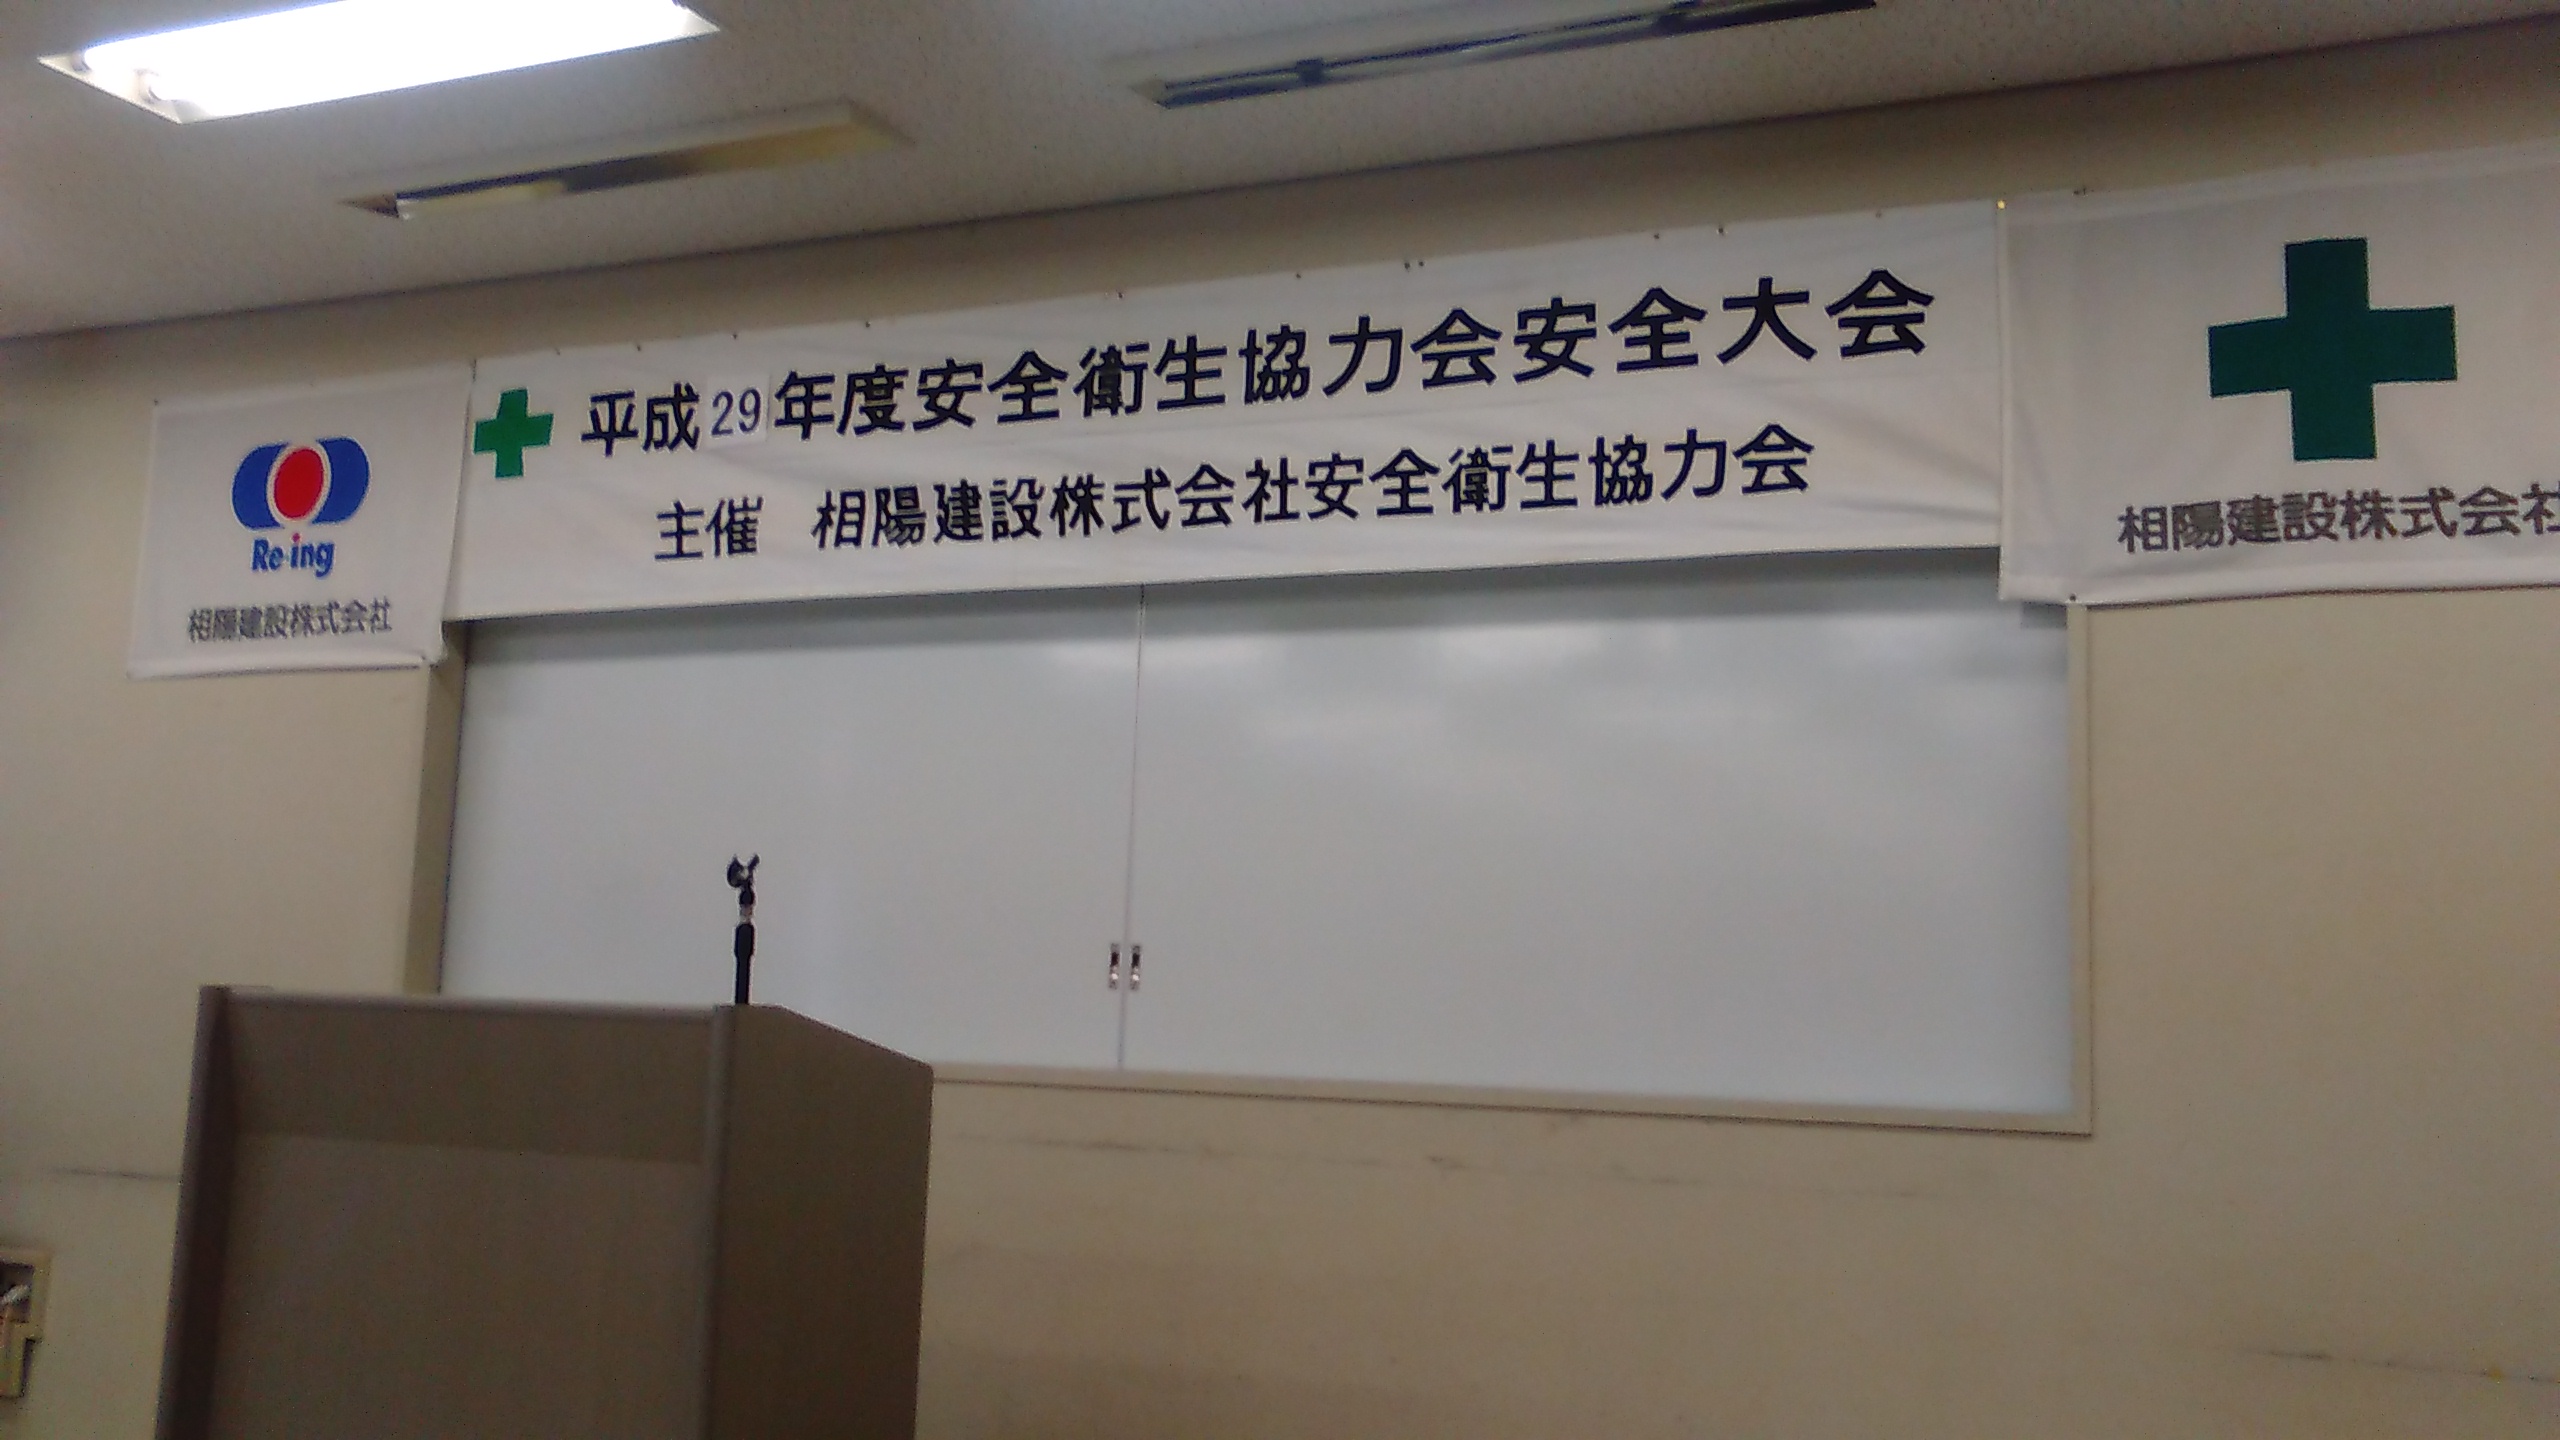 平成29年度安全衛生協力会安全大会
主催 相陽建設株式会社安全衛生協力会
Re-ing
相陽建設株式会社
相陽建設株式会社